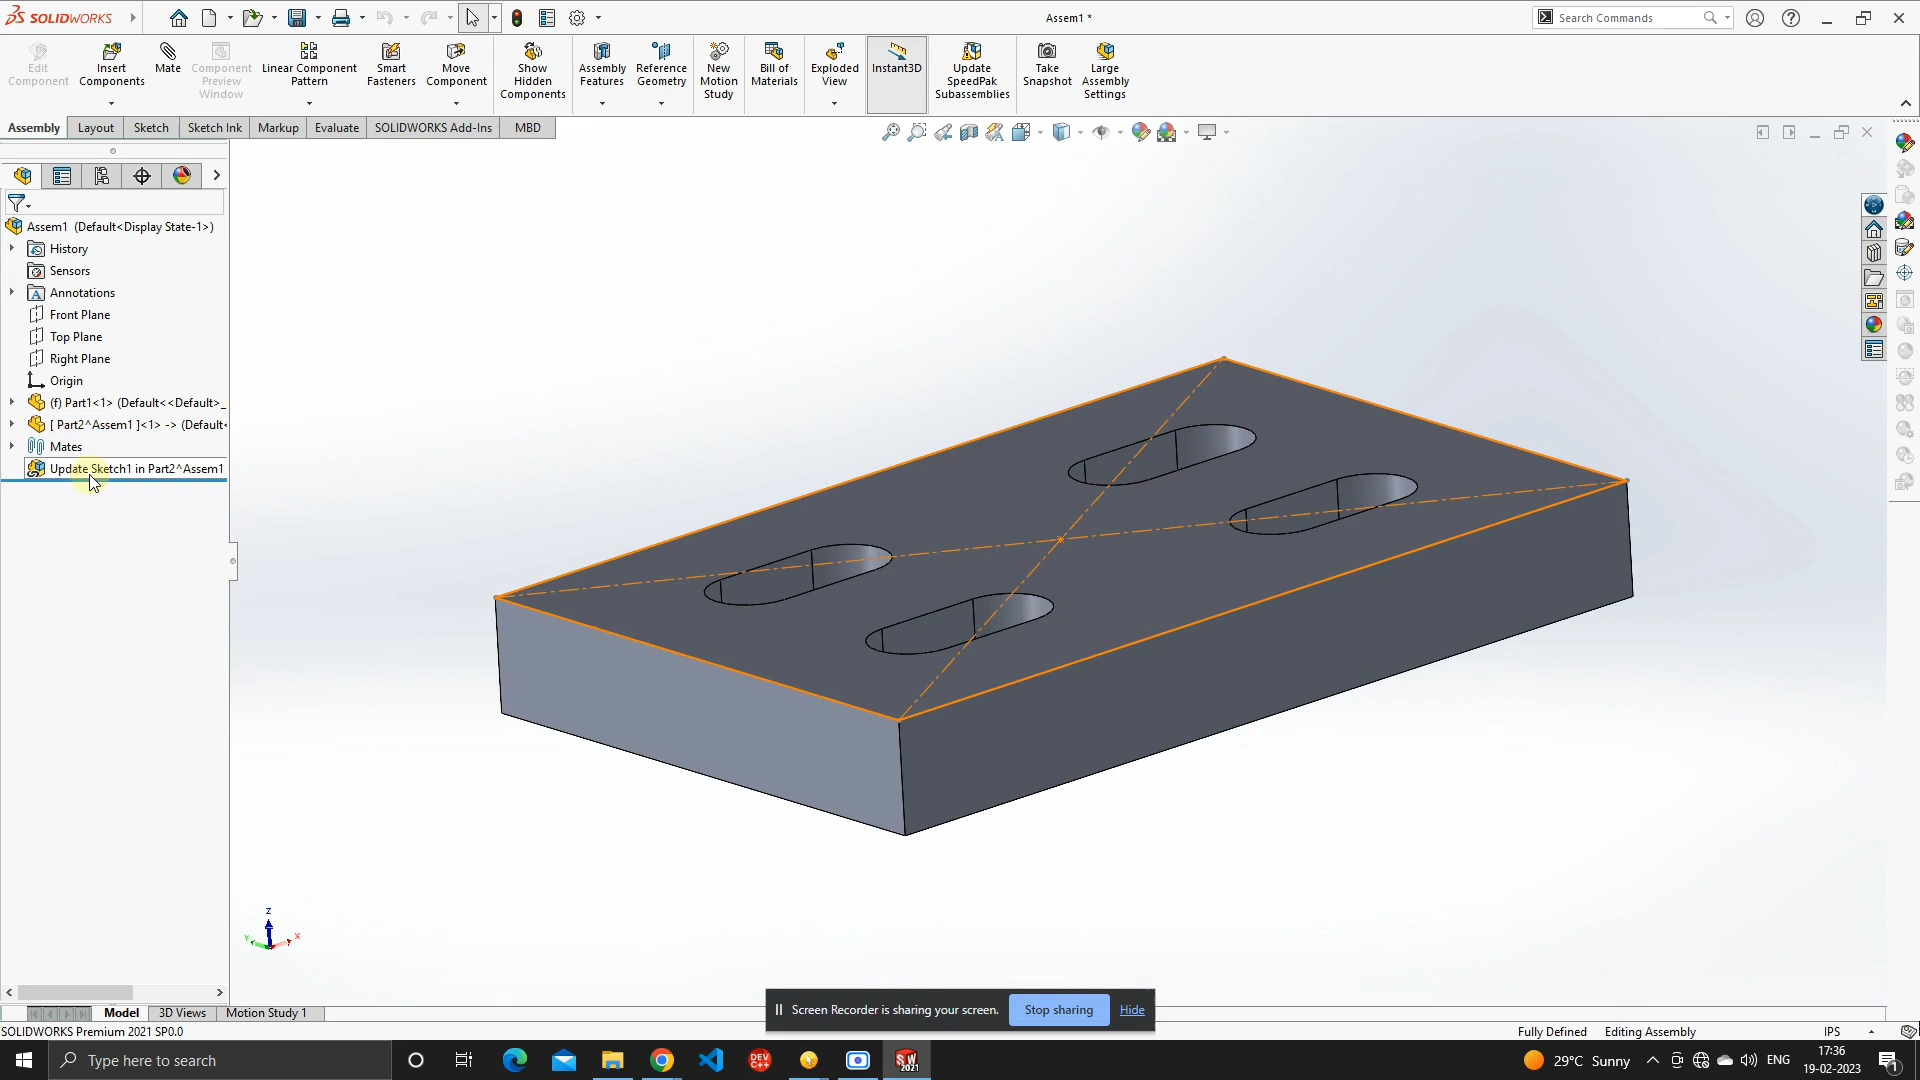 SOLIDWORKS
Assem1 *
Search Commands
Edit Component
Insert Components
Mate
Component Preview Window
Linear Component Pattern
Smart Fasteners
Move Component
Show Hidden Components
Assembly Features
Reference Geometry
New Motion Study
Bill of Materials
Exploded View
Instant3D
Update SpeedPak Subassemblies
Take Snapshot
Large Assembly Settings
Assembly
Layout
Sketch
Sketch Ink
Markup
Evaluate
SOLIDWORKS Add-Ins
MBD
Assem1 (Default<Display State-1>)
History
Sensors
Annotations
Front Plane
Top Plane
Right Plane
Origin
(f) Part1<1> (Default<<Default>_
[ Part2^Assem1 ]<1> -> (Default<
Mates
Update Sketch1 in Part2^Assem1
Z
Y
X
Model
3D Views
Motion Study 1
Screen Recorder is sharing your screen.
Stop sharing
Hide
SOLIDWORKS Premium 2021 SP0.0
Fully Defined
Editing Assembly
IPS
Type here to search
DEV C++
SW 2021
29°C Sunny
ENG
17:36
19-02-2023
1